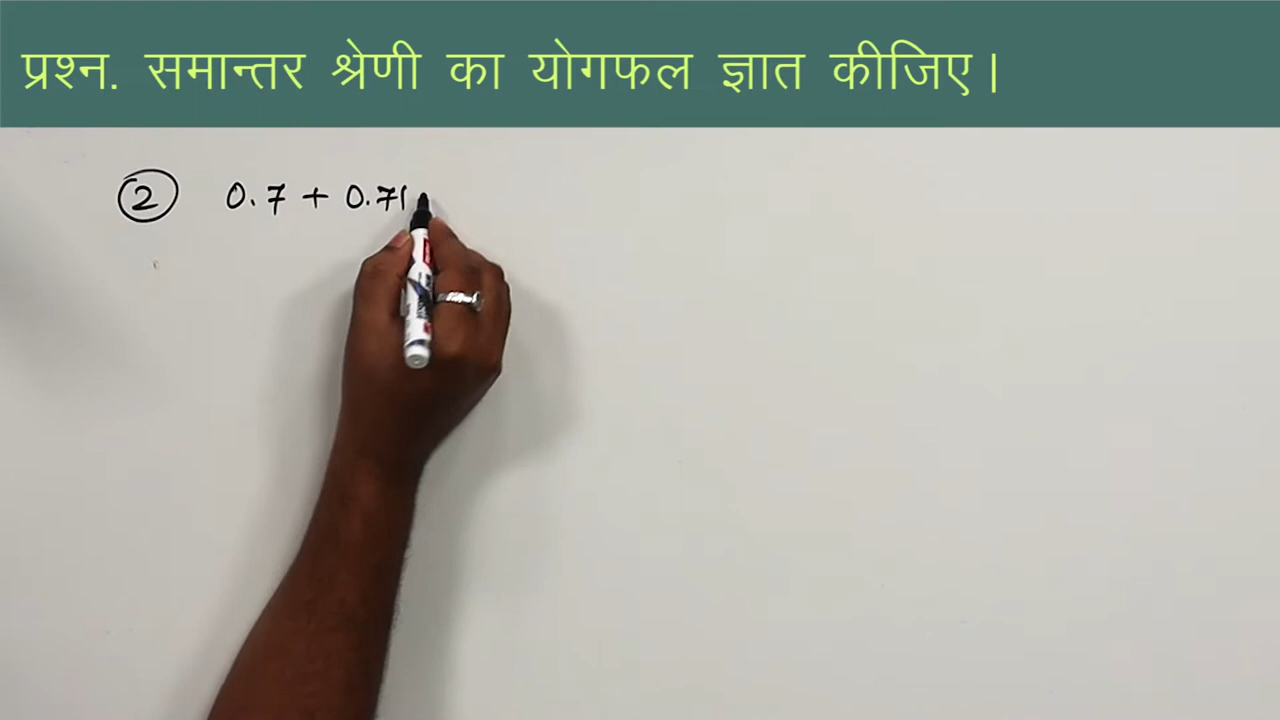 प्रश्न. समान्तर श्रेणी का योगफल ज्ञात कीजिए।
② 0.7 + 0.71